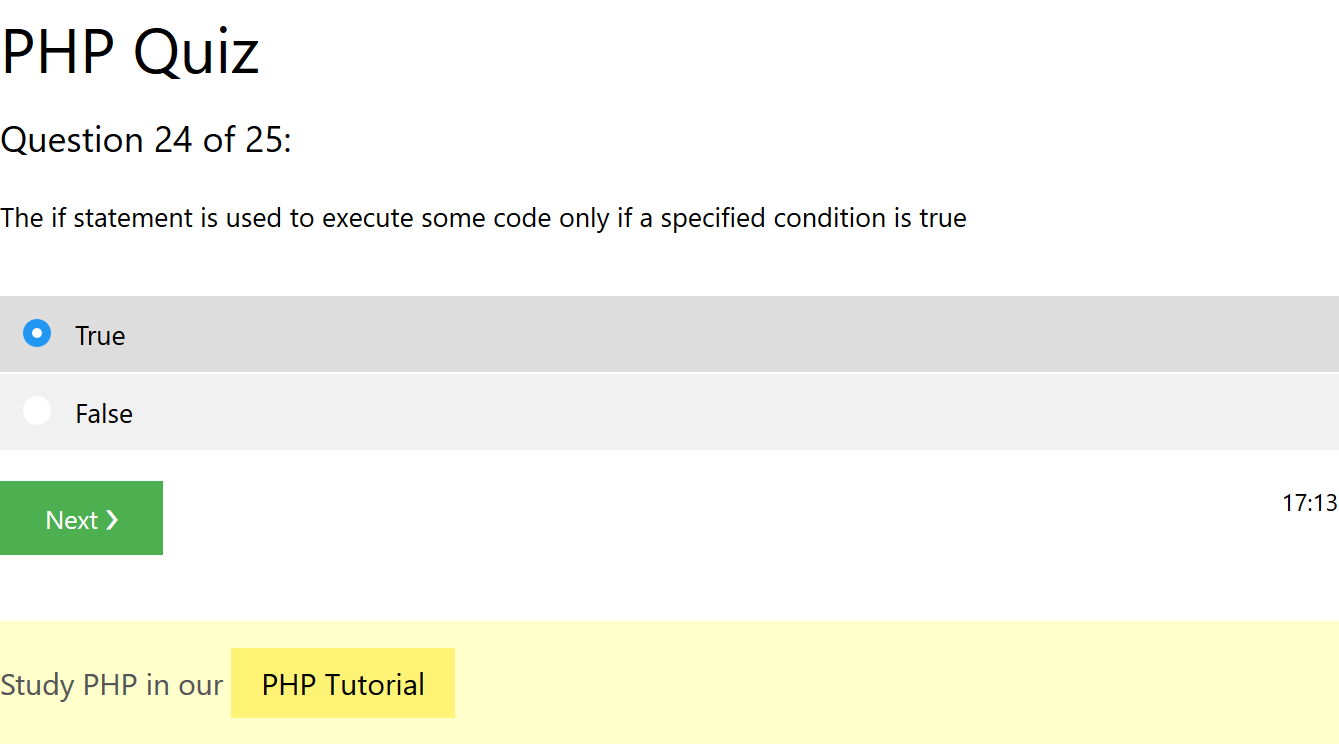 PHP Quiz
Question 24 of 25:
The if statement is used to execute some code only if a specified condition is true
True
False
Next ❯
17:13
Study PHP in our PHP Tutorial